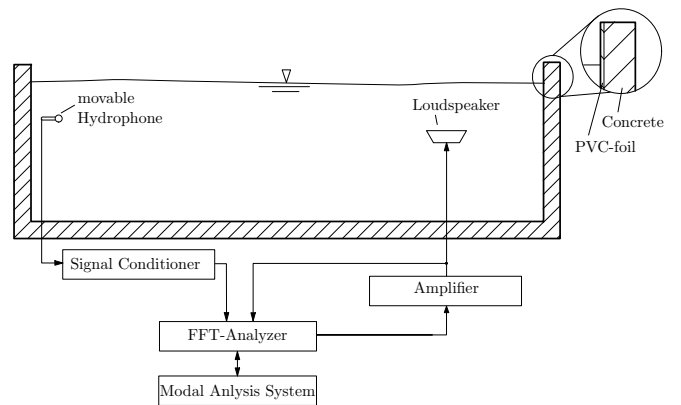 movable
Hydrophone
Loudspeaker
Concrete
PVC-foil
Signal Conditioner
Amplifier
FFT-Analyzer
Modal Anlysis System